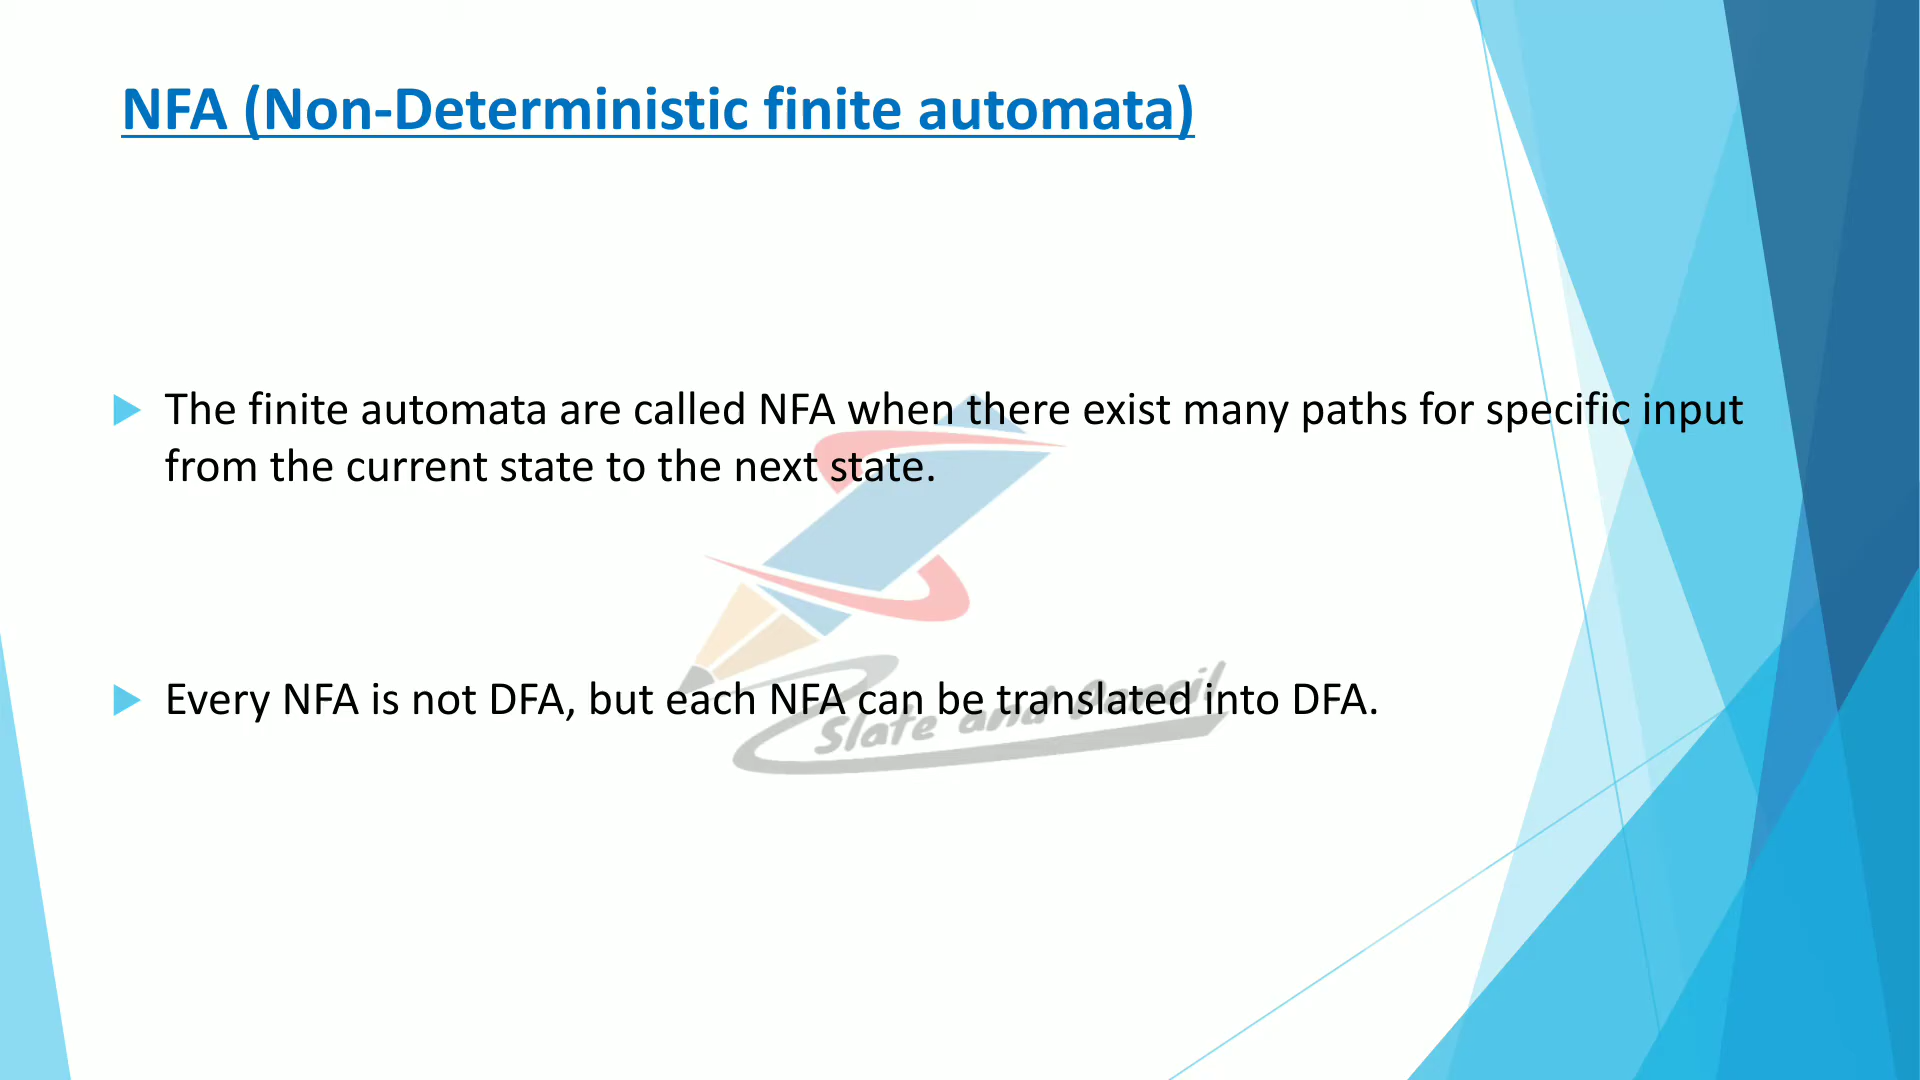 NFA (Non-Deterministic finite automata)
The finite automata are called NFA when there exist many paths for specific input
from the current state to the next state.
Every NFA is not DFA, but each NFA can be translated into DFA.
Slate and